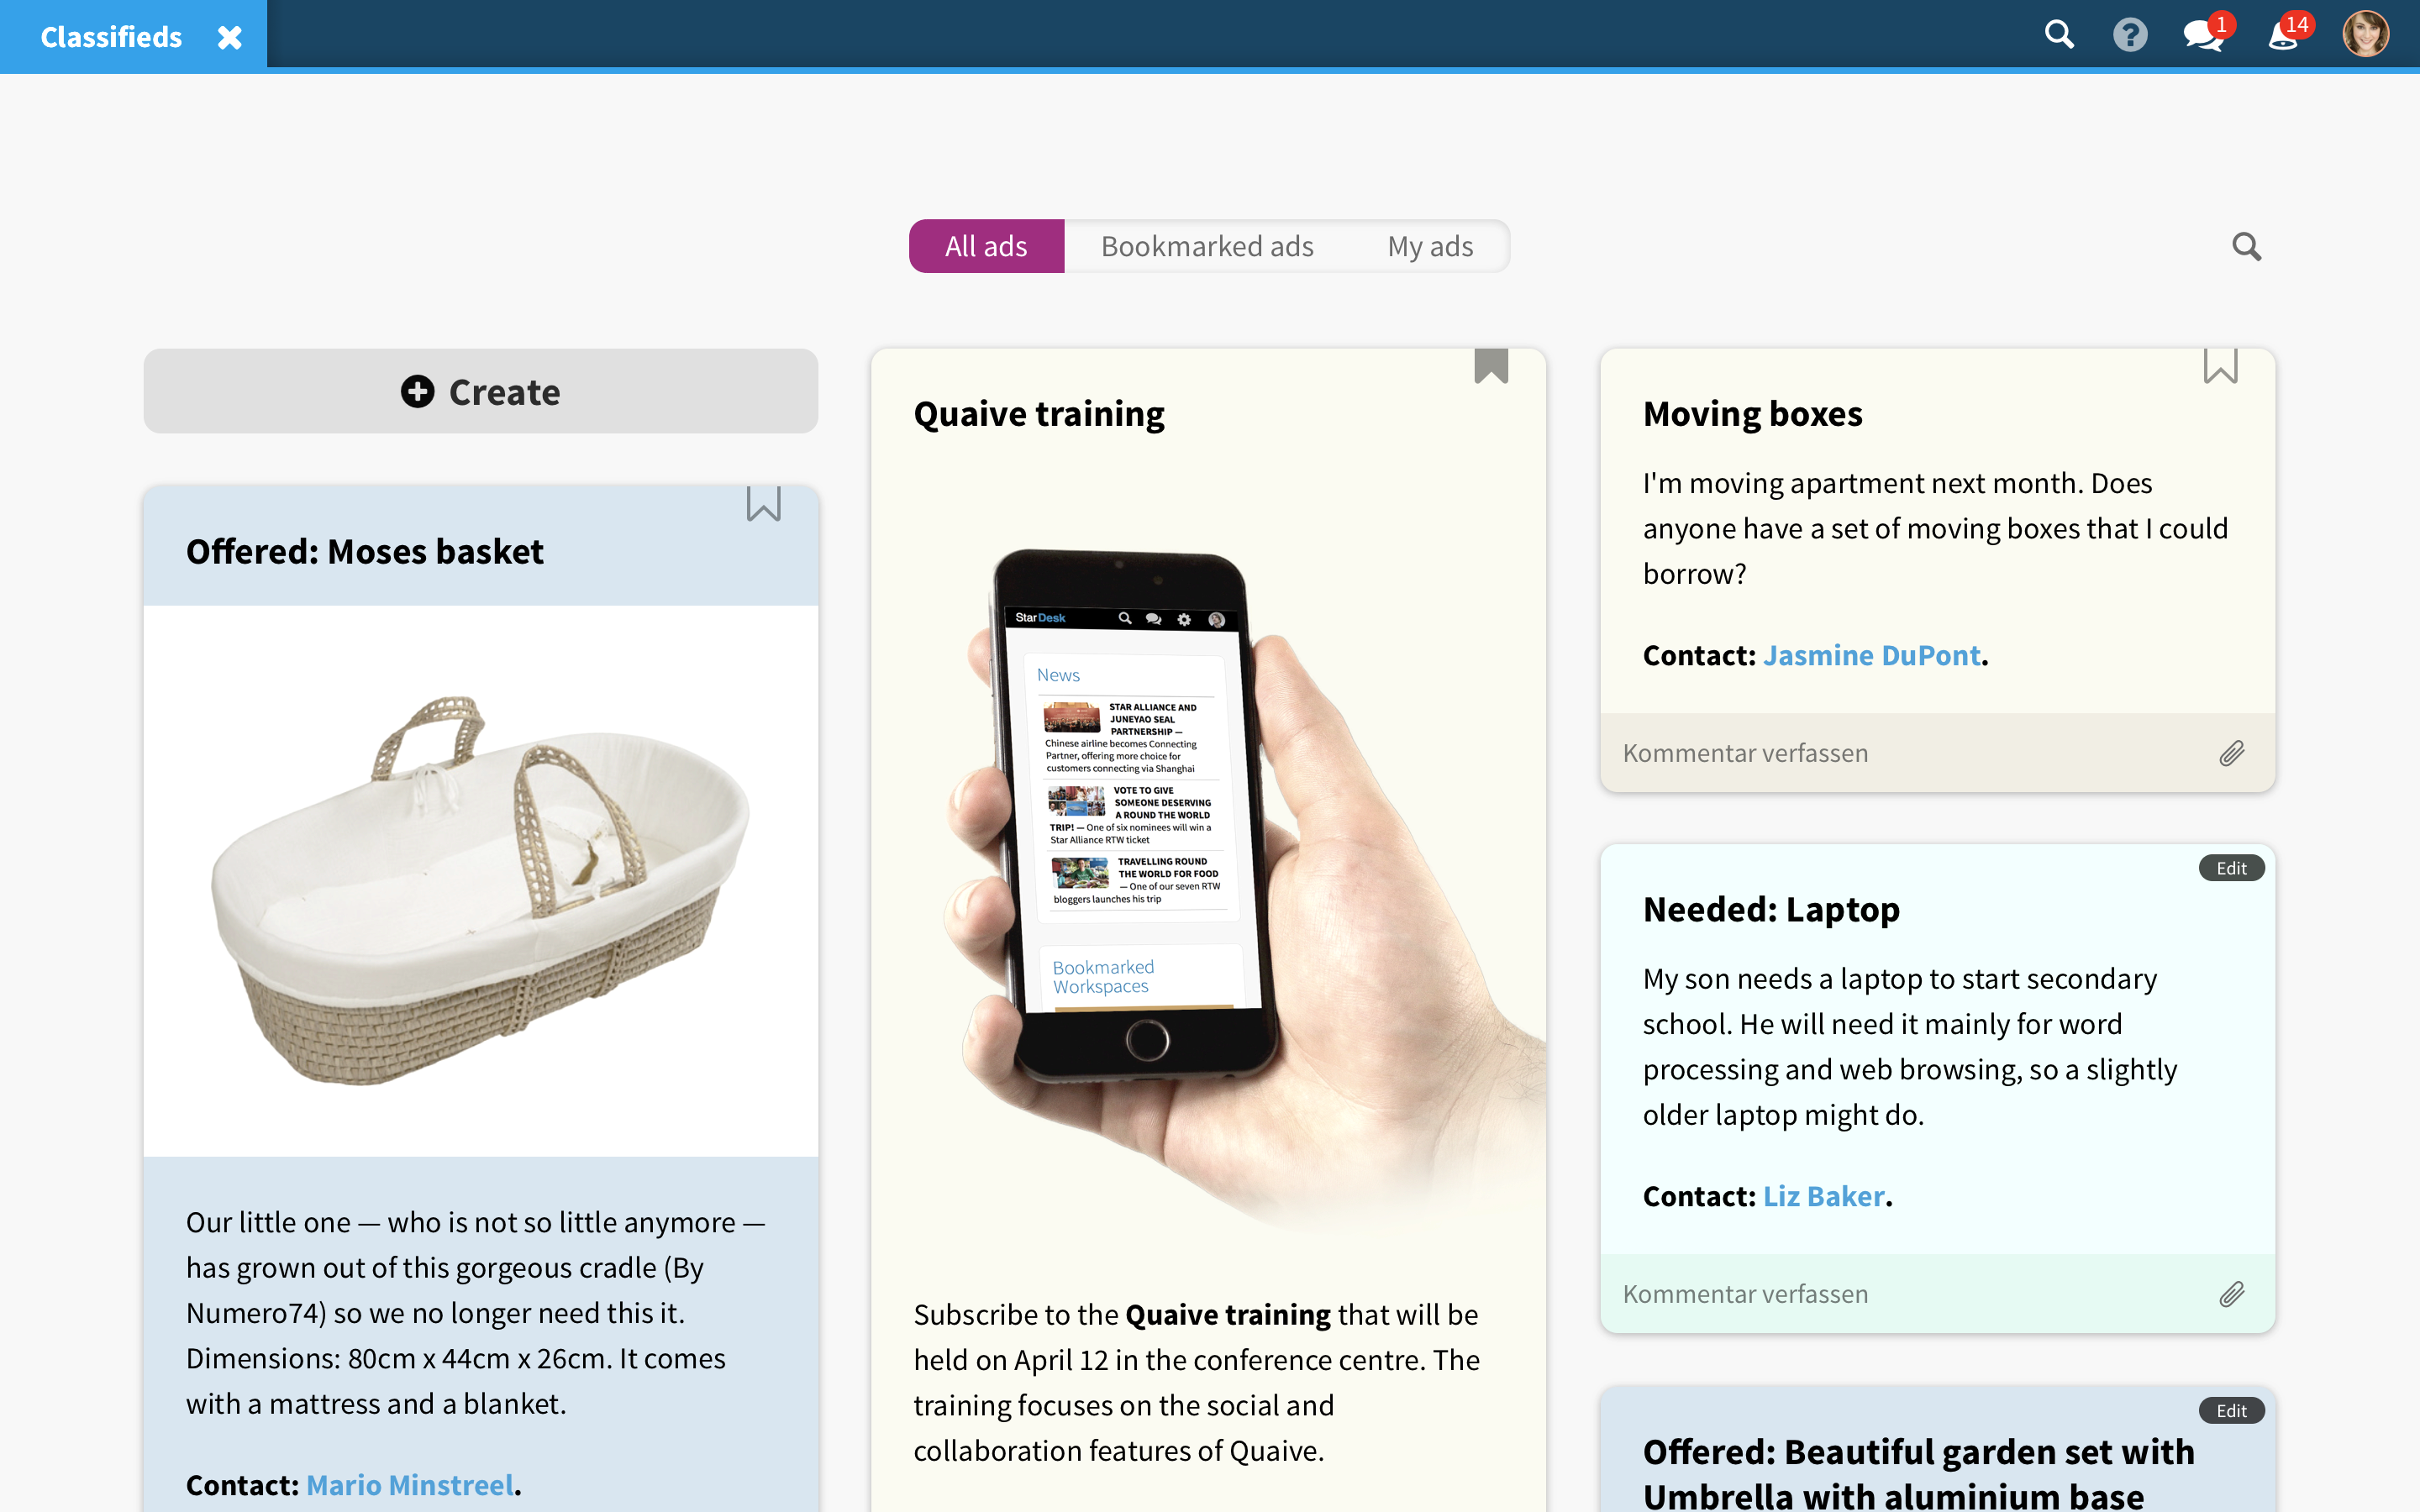 Classifieds
1
14
All ads
Bookmarked ads
My ads
Create
Offered: Moses basket
Our little one — who is not so little anymore —
has grown out of this gorgeous cradle (By
Numero74) so we no longer need this it.
Dimensions: 80cm x 44cm x 26cm. It comes
with a mattress and a blanket.
Contact: Mario Minstreel.
Quaive training
StarDesk
News
STAR ALLIANCE AND
JUNEYAO SEAL
PARTNERSHIP —
Chinese airline becomes Connecting
Partner, offering more choice for
customers connecting via Shanghai
VOTE TO GIVE
SOMEONE DESERVING
A ROUND THE WORLD
TRIP! — One of six nominees will win a
Star Alliance RTW ticket
TRAVELLING ROUND
THE WORLD FOR FOOD
— One of our seven RTW
bloggers launches his trip
Bookmarked
Workspaces
Subscribe to the Quaive training that will be
held on April 12 in the conference centre. The
training focuses on the social and
collaboration features of Quaive.
Moving boxes
I'm moving apartment next month. Does
anyone have a set of moving boxes that I could
borrow?
Contact: Jasmine DuPont.
Kommentar verfassen
Edit
Needed: Laptop
My son needs a laptop to start secondary
school. He will need it mainly for word
processing and web browsing, so a slightly
older laptop might do.
Contact: Liz Baker.
Kommentar verfassen
Edit
Offered: Beautiful garden set with
Umbrella with aluminium base